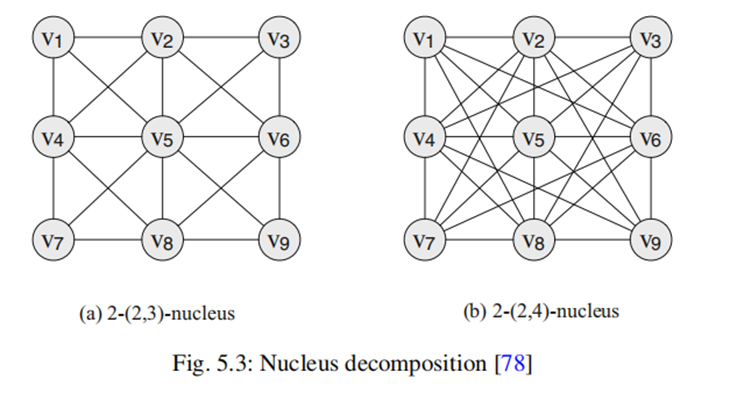 V1 V2 V3 V1 V2 V3
V4 V5 V6 V4 V5 V6
V7 V8 V9 V7 V8 V9
(a) 2-(2,3)-nucleus (b) 2-(2,4)-nucleus
Fig. 5.3: Nucleus decomposition [78]